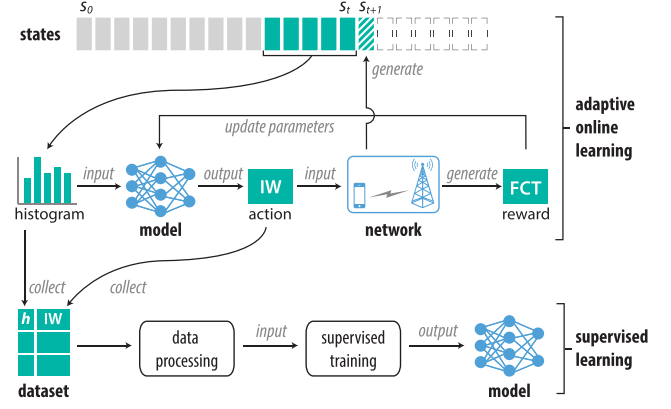 s0 st st+1
states
generate
adaptive
online
learning
update parameters
input output IW input generate FCT
histogram model action network reward
collect collect
h IW
data
processing
input
supervised
training
output
supervised
learning
dataset
model